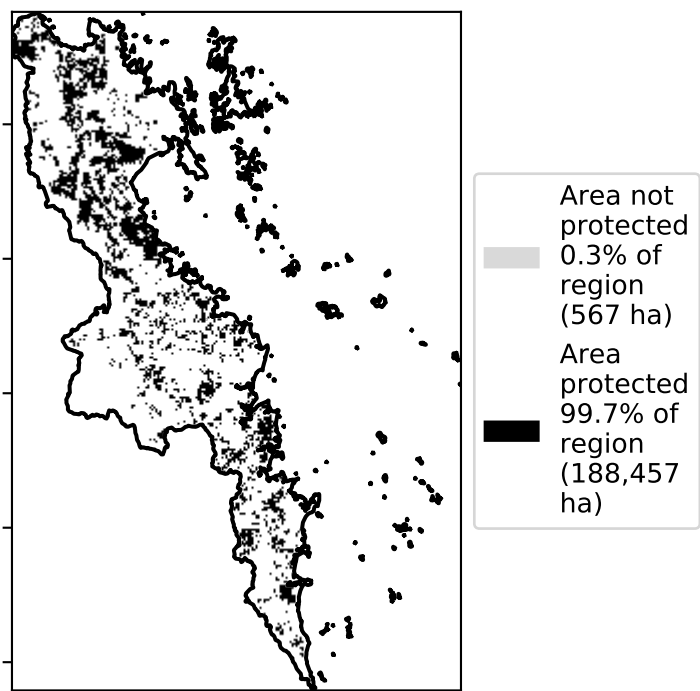 Area not
protected
0.3% of
region
(567 ha)
Area
protected
99.7% of
region
(188,457
ha)